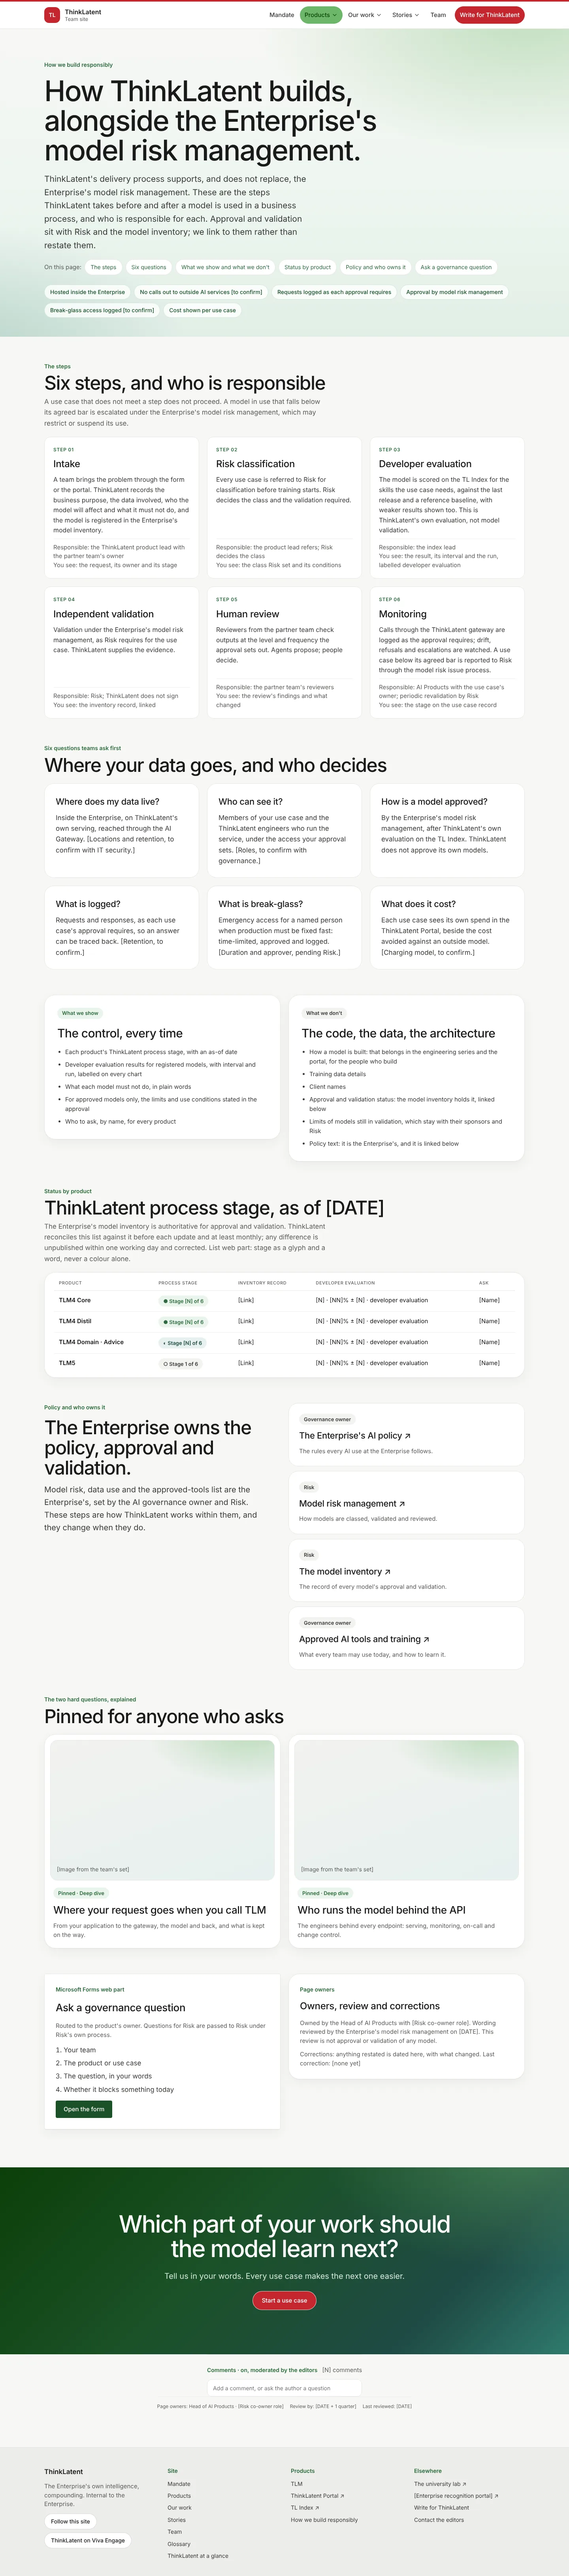 TL
ThinkLatent
Team site
Mandate
Products
Our work
Stories
Team
Write for ThinkLatent
How we build responsibly
How ThinkLatent builds,
alongside the Enterprise's
model risk management.
ThinkLatent's delivery process supports, and does not replace, the
Enterprise's model risk management. These are the steps
ThinkLatent takes before and after a model is used in a business
process, and who is responsible for each. Approval and validation
sit with Risk and the model inventory; we link to them rather than
restate them.
On this page:
The steps
Six questions
What we show and what we don't
Status by product
Policy and who owns it
Ask a governance question
Hosted inside the Enterprise
No calls out to outside AI services [to confirm]
Requests logged as each approval requires
Approval by model risk management
Break-glass access logged [to confirm]
Cost shown per use case
The steps
Six steps, and who is responsible
A use case that does not meet a step does not proceed. A model in use that falls below
its agreed bar is escalated under the Enterprise's model risk management, which may
restrict or suspend its use.
STEP 01
Intake
A team brings the problem through the form
or the portal. ThinkLatent records the
business purpose, the data involved, who the
model will affect and what it must not do, and
the model is registered in the Enterprise's
model inventory.
Responsible: the ThinkLatent product lead with
the partner team's owner
You see: the request, its owner and its stage
STEP 02
Risk classification
Every use case is referred to Risk for
classification before training starts. Risk
decides the class and the validation required.
Responsible: the product lead refers; Risk
decides the class
You see: the class Risk set and its conditions
STEP 03
Developer evaluation
The model is scored on the TL Index for the
skills the use case needs, against the last
release and a reference baseline, with
weaker results shown too. This is
ThinkLatent's own evaluation, not model
validation.
Responsible: the index lead
You see: the result, its interval and the run,
labelled developer evaluation
STEP 04
Independent validation
Validation under the Enterprise's model risk
management, as Risk requires for the use
case. ThinkLatent supplies the evidence.
Responsible: Risk; ThinkLatent does not sign
You see: the inventory record, linked
STEP 05
Human review
Reviewers from the partner team check
outputs at the level and frequency the
approval sets out. Agents propose; people
decide.
Responsible: the partner team's reviewers
You see: the review's findings and what
changed
STEP 06
Monitoring
Calls through the ThinkLatent gateway are
logged as the approval requires; drift,
refusals and escalations are watched. A use
case below its agreed bar is reported to Risk
through the model risk issue process.
Responsible: AI Products with the use case's
owner; periodic revalidation by Risk
You see: the stage on the use case record
Six questions teams ask first
Where your data goes, and who decides
Where does my data live?
Inside the Enterprise, on ThinkLatent's
own serving, reached through the AI
Gateway. [Locations and retention, to
confirm with IT security.]
Who can see it?
Members of your use case and the
ThinkLatent engineers who run the
service, under the access your approval
sets. [Roles, to confirm with
governance.]
How is a model approved?
By the Enterprise's model risk
management, after ThinkLatent's own
evaluation on the TL Index. ThinkLatent
does not approve its own models.
What is logged?
Requests and responses, as each use
case's approval requires, so an answer
can be traced back. [Retention, to
confirm.]
What is break-glass?
Emergency access for a named person
when production must be fixed fast:
time-limited, approved and logged.
[Duration and approver, pending Risk.]
What does it cost?
Each use case sees its own spend in the
ThinkLatent Portal, beside the cost
avoided against an outside model.
[Charging model, to confirm.]
What we show
The control, every time
• Each product's ThinkLatent process stage, with an as-of date
• Developer evaluation results for registered models, with interval and
run, labelled on every chart
• What each model must not do, in plain words
• For approved models only, the limits and use conditions stated in the
approval
• Who to ask, by name, for every product
What we don't
The code, the data, the architecture
• How a model is built: that belongs in the engineering series and the
portal, for the people who build
• Training data details
• Client names
• Approval and validation status: the model inventory holds it, linked
below
• Limits of models still in validation, which stay with their sponsors and
Risk
• Policy text: it is the Enterprise's, and it is linked below
Status by product
ThinkLatent process stage, as of [DATE]
The Enterprise's model inventory is authoritative for approval and validation. ThinkLatent
reconciles this list against it before each update and at least monthly; any difference is
unpublished within one working day and corrected. List web part: stage as a glyph and a
word, never a colour alone.
PRODUCT PROCESS STAGE INVENTORY RECORD DEVELOPER EVALUATION ASK
TLM4 Core ● Stage [N] of 6 [Link] [N] · [NN]% ± [N] · developer evaluation [Name]
TLM4 Distil ● Stage [N] of 6 [Link] [N] · [NN]% ± [N] · developer evaluation [Name]
TLM4 Domain · Advice Stage [N] of 6 [Link] [N] · [NN]% ± [N] · developer evaluation [Name]
TLM5 ○ Stage 1 of 6 [Link] [N] · [NN]% ± [N] · developer evaluation [Name]
Policy and who owns it
The Enterprise owns the
policy, approval and
validation.
Model risk, data use and the approved-tools list are the
Enterprise's, set by the AI governance owner and Risk.
These steps are how ThinkLatent works within them, and
they change when they do.
Governance owner
The Enterprise's AI policy ↗
The rules every AI use at the Enterprise follows.
Risk
Model risk management ↗
How models are classed, validated and reviewed.
Risk
The model inventory ↗
The record of every model's approval and validation.
Governance owner
Approved AI tools and training ↗
What every team may use today, and how to learn it.
The two hard questions, explained
Pinned for anyone who asks
[Image from the team's set]
Pinned · Deep dive
Where your request goes when you call TLM
From your application to the gateway, the model and back, and what is kept
on the way.
[Image from the team's set]
Pinned · Deep dive
Who runs the model behind the API
The engineers behind every endpoint: serving, monitoring, on-call and
change control.
Microsoft Forms web part
Ask a governance question
Routed to the product's owner. Questions for Risk are passed to Risk under
Risk's own process.
1. Your team
2. The product or use case
3. The question, in your words
4. Whether it blocks something today
Open the form
Page owners
Owners, review and corrections
Owned by the Head of AI Products with [Risk co-owner role]. Wording
reviewed by the Enterprise's model risk management on [DATE]. This
review is not approval or validation of any model.
Corrections: anything restated is dated here, with what changed. Last
correction: [none yet]
Which part of your work should
the model learn next?
Tell us in your words. Every use case makes the next one easier.
Start a use case
Comments · on, moderated by the editors [N] comments
Add a comment, or ask the author a question
Page owners: Head of AI Products · [Risk co-owner role] Review by: [DATE + 1 quarter] Last reviewed: [DATE]
ThinkLatent
The Enterprise's own intelligence,
compounding. Internal to the
Enterprise.
Follow this site
ThinkLatent on Viva Engage
Site
Mandate
Products
Our work
Stories
Team
Glossary
ThinkLatent at a glance
Products
TLM
ThinkLatent Portal ↗
TL Index ↗
How we build responsibly
Elsewhere
The university lab ↗
[Enterprise recognition portal] ↗
Write for ThinkLatent
Contact the editors